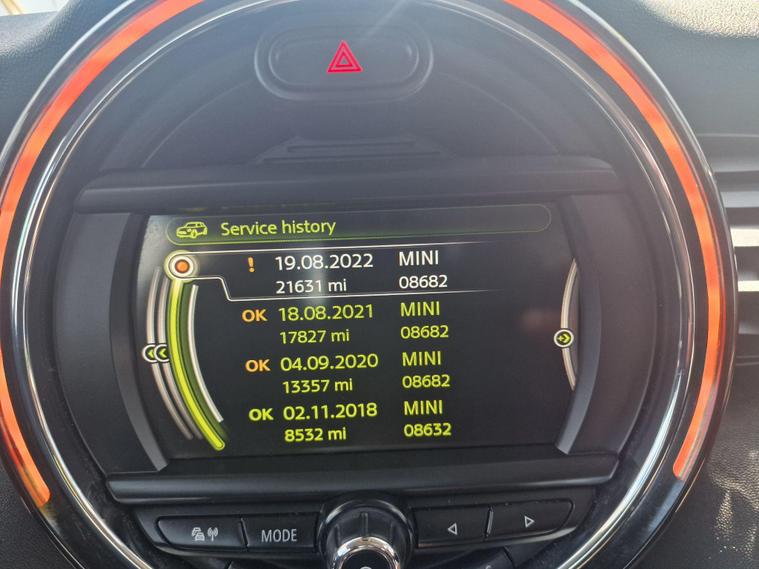 Service history
! 19.08.2022 MINI
21631 mi 08682
OK 18.08.2021 MINI
17827 mi 08682
OK 04.09.2020 MINI
13357 mi 08682
OK 02.11.2018 MINI
8532 mi 08632
MODE